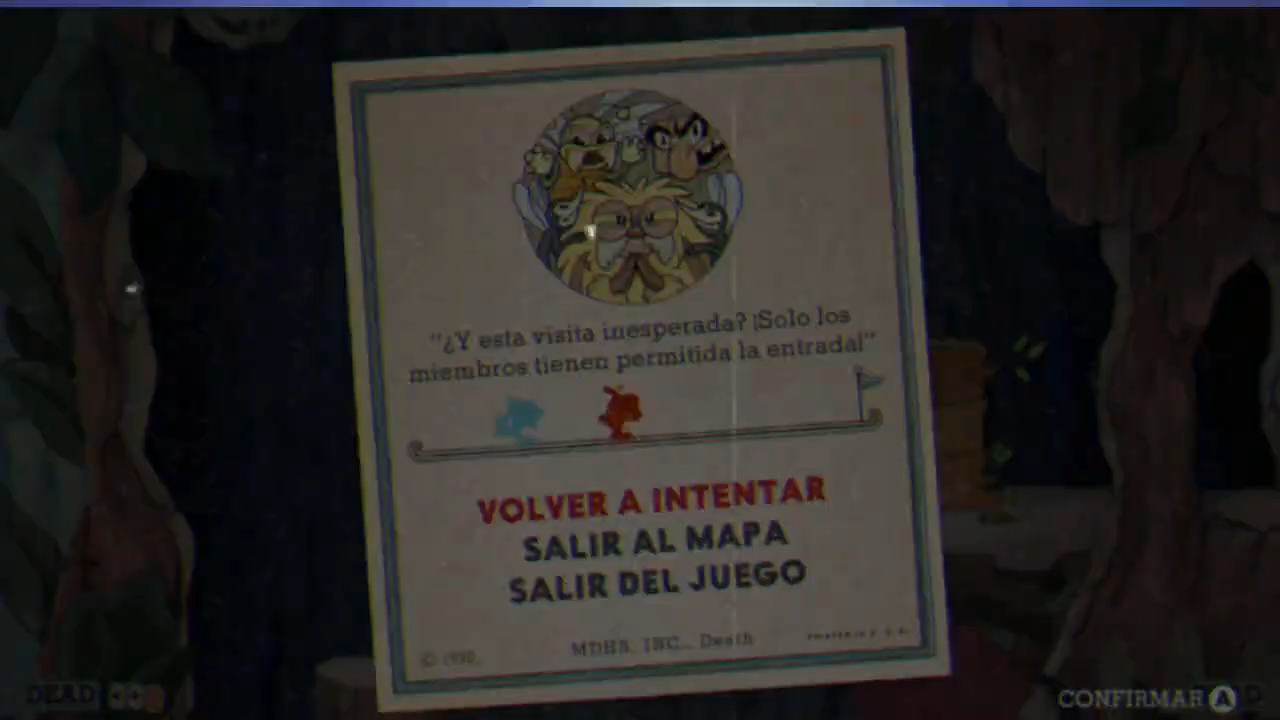 "¿Y esta visita inesperada? ¡Solo los
miembros tienen permitida la entrada!"
VOLVER A INTENTAR
SALIR AL MAPA
SALIR DEL JUEGO
MDHR, INC., Death
DEAD
CONFIRMAR A